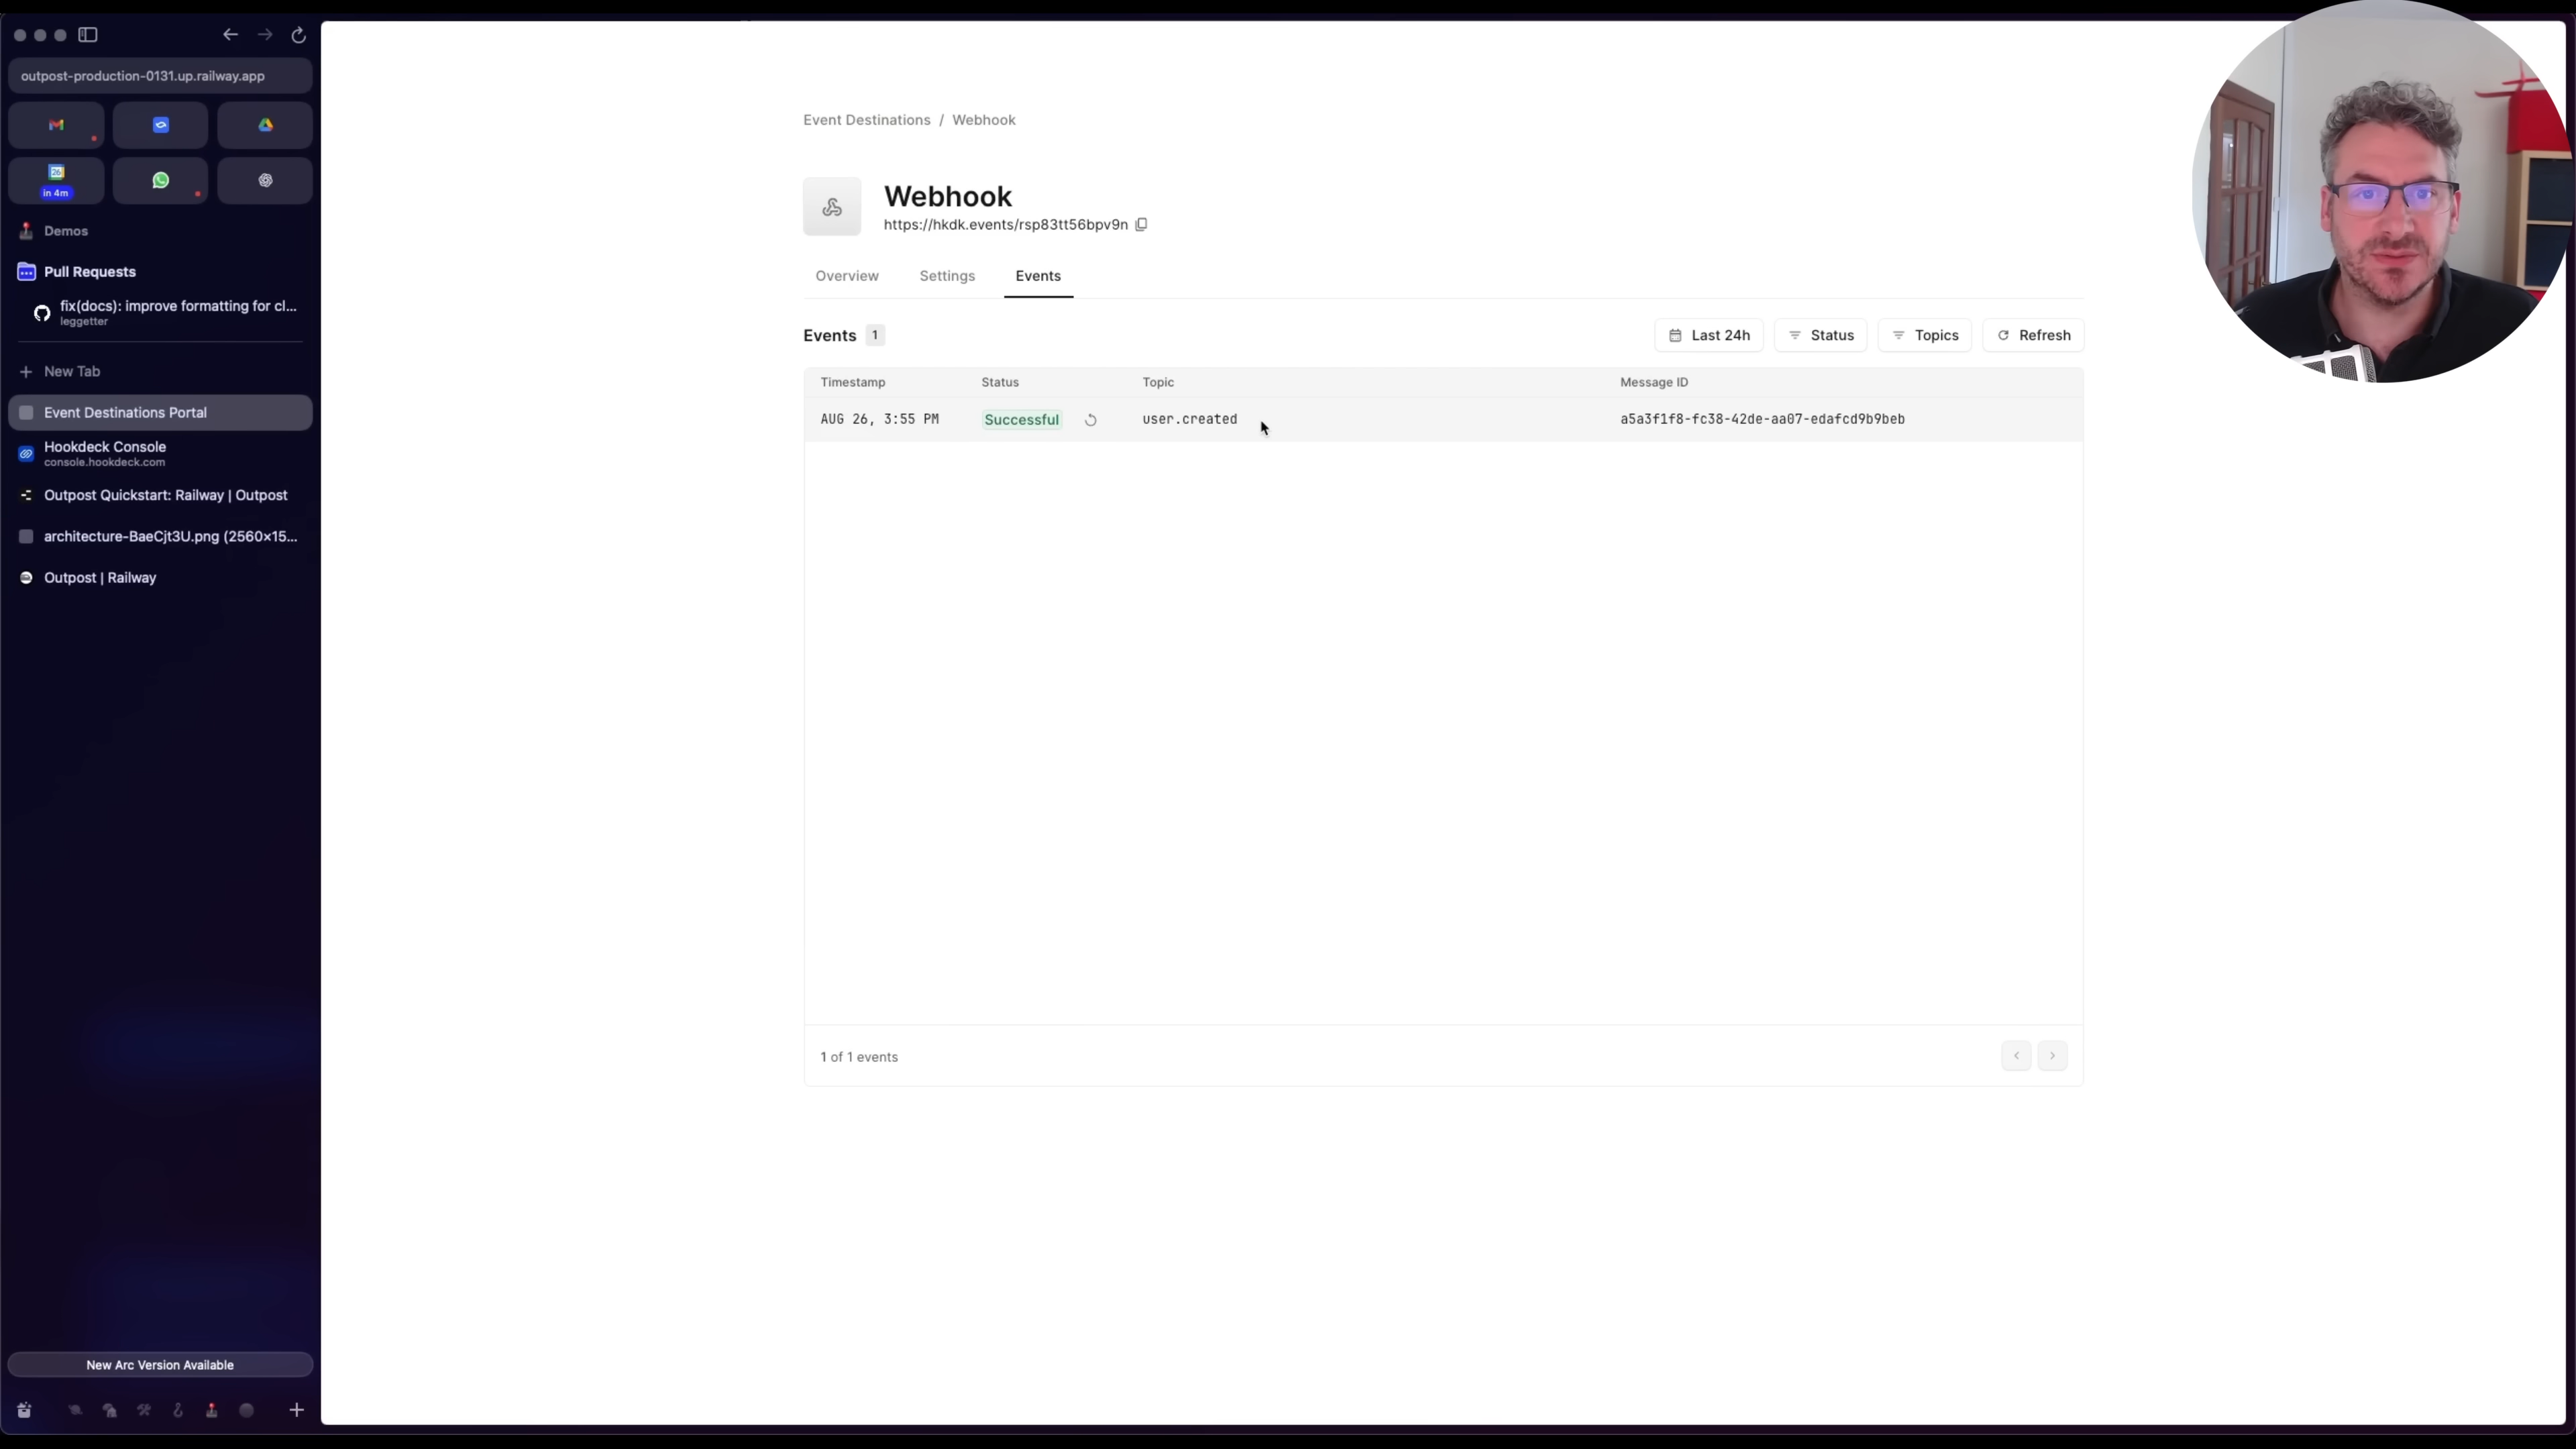 outpost-production-0131.up.railway.app
26
in 4m
Demos
Pull Requests
fix(docs): improve formatting for cl...
leggetter
New Tab
Event Destinations Portal
Hookdeck Console
console.hookdeck.com
Outpost Quickstart: Railway | Outpost
architecture-BaeCjt3U.png (2560×15...
Outpost | Railway
New Arc Version Available
Event Destinations / Webhook
Webhook
https://hkdk.events/rsp83tt56bpv9n
Overview Settings Events
Events 1 Last 24h Status Topics Refresh
Timestamp Status Topic Message ID
AUG 26, 3:55 PM Successful user.created a5a3f1f8-fc38-42de-aa07-edafcd9b9beb
1 of 1 events